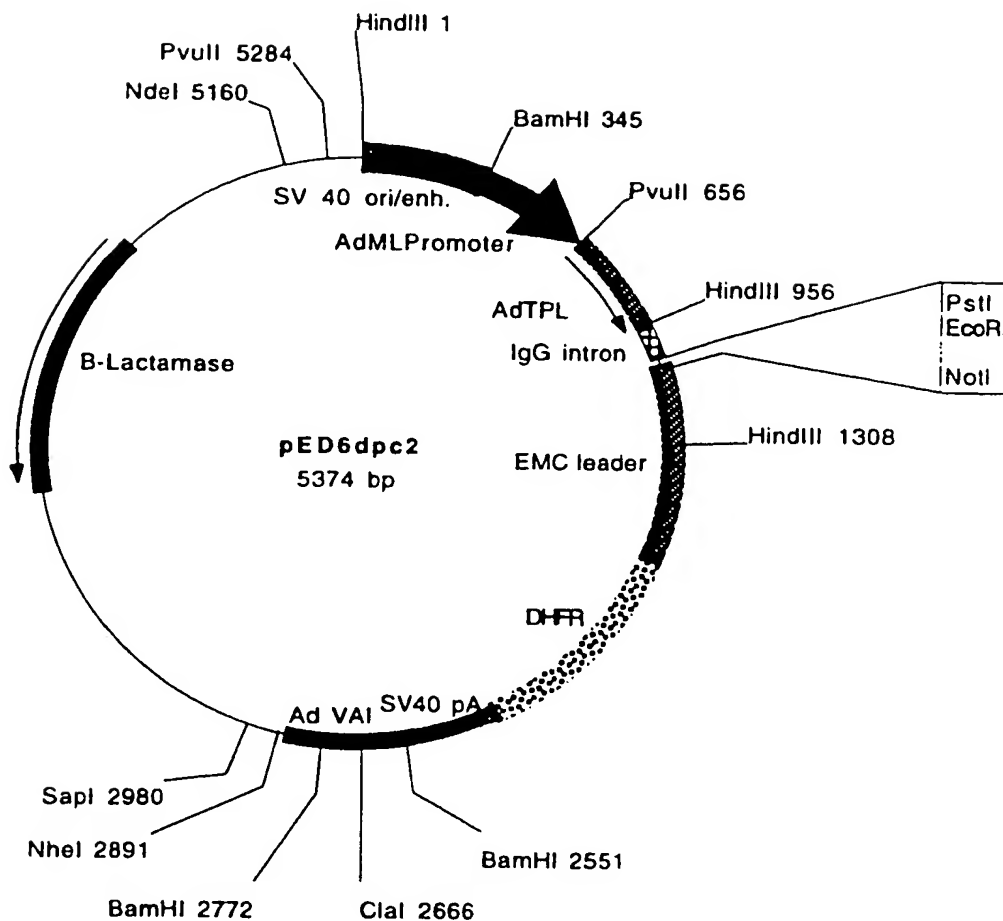 HindIII 1
PvuII 5284
NdeI 5160
BamHI 345
SV 40 ori/enh.
PvuII 656
AdMLPromoter
HindIII 956
AdTPL
IgG intron
PstI
EcoR
NotI
B-Lactamase
pED6dpc2
5374 bp
HindIII 1308
EMC leader
DHFR
SV40 pA
Ad VAI
SapI 2980
NheI 2891
BamHI 2551
BamHI 2772
ClaI 2666